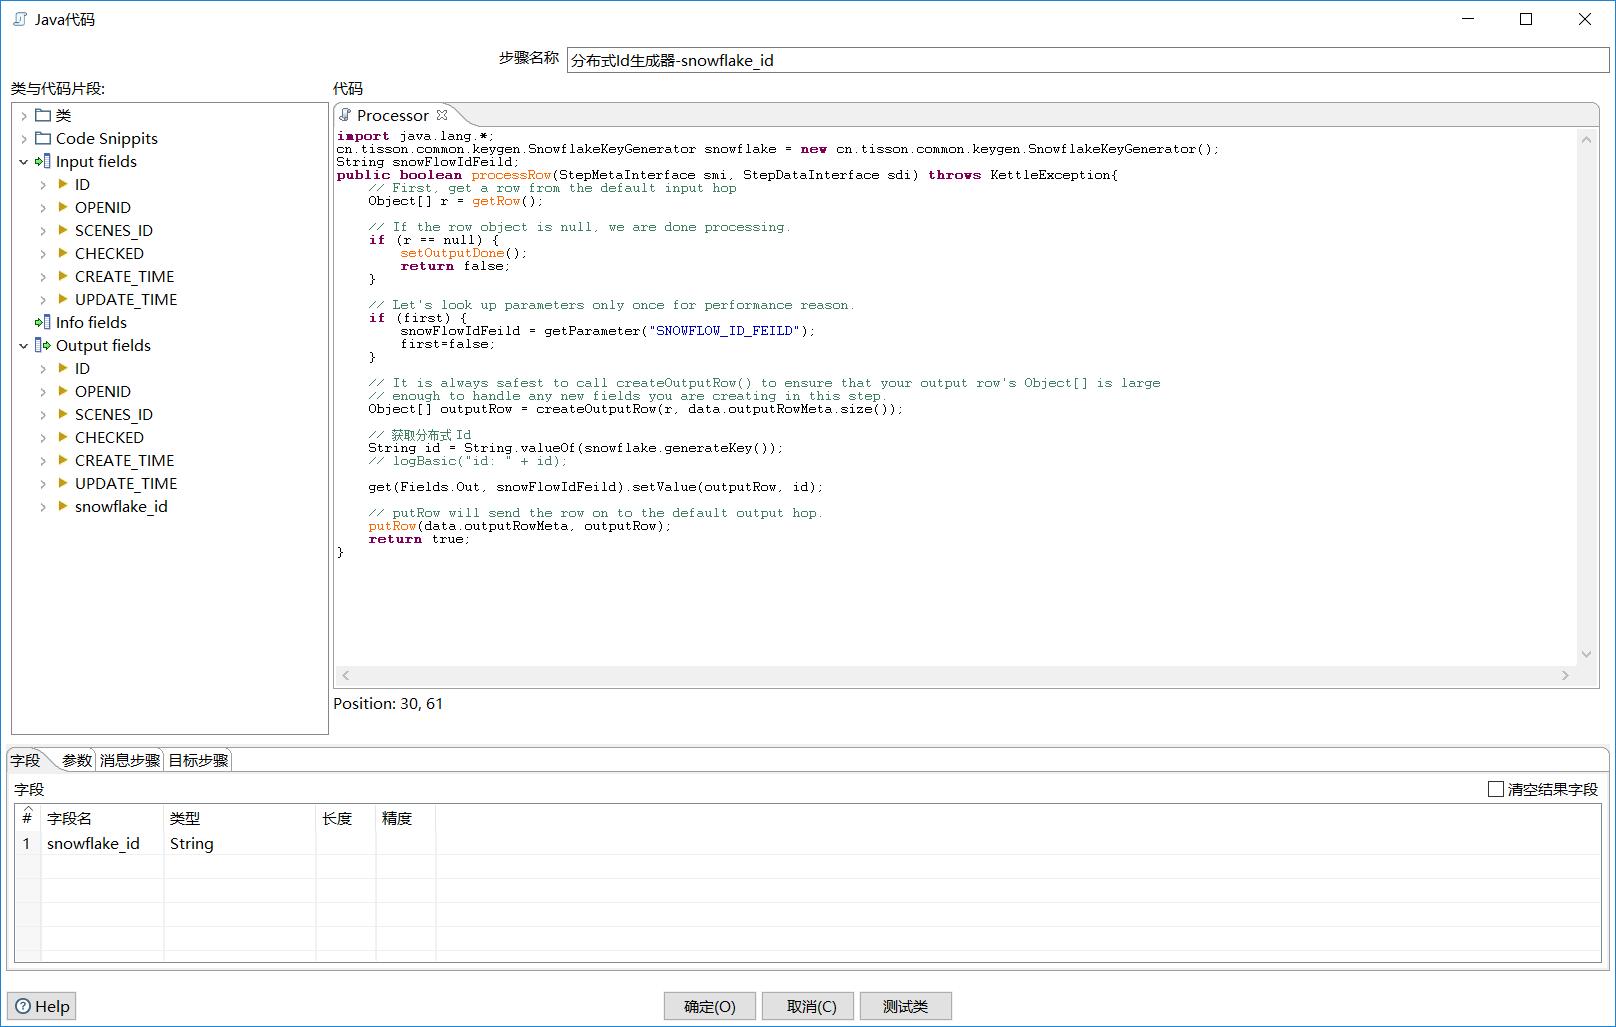 Java代码
步骤名称 分布式Id生成器-snowflake_id
类与代码片段:
类
Code Snippits
Input fields
ID
OPENID
SCENES_ID
CHECKED
CREATE_TIME
UPDATE_TIME
Info fields
Output fields
ID
OPENID
SCENES_ID
CHECKED
CREATE_TIME
UPDATE_TIME
snowflake_id
代码
Processor
import java.lang.*;
cn.tisson.common.keygen.SnowflakeKeyGenerator snowflake = new cn.tisson.common.keygen.SnowflakeKeyGenerator();
String snowFlowIdFeild;
public boolean processRow(StepMetaInterface smi, StepDataInterface sdi) throws KettleException{
// First, get a row from the default input hop
Object[] r = getRow();
// If the row object is null, we are done processing.
if (r == null) {
setOutputDone();
return false;
}
// Let's look up parameters only once for performance reason.
if (first) {
snowFlowIdFeild = getParameter("SNOWFLOW_ID_FEILD");
first=false;
}
// It is always safest to call createOutputRow() to ensure that your output row's Object[] is large
// enough to handle any new fields you are creating in this step.
Object[] outputRow = createOutputRow(r, data.outputRowMeta.size());
// 获取分布式 Id
String id = String.valueOf(snowflake.generateKey());
// logBasic("id: " + id);
get(Fields.Out, snowFlowIdFeild).setValue(outputRow, id);
// putRow will send the row on to the default output hop.
putRow(data.outputRowMeta, outputRow);
return true;
}
Position: 30, 61
字段 参数 消息步骤 目标步骤
字段 清空结果字段
# 字段名 类型 长度 精度
1 snowflake_id String
Help 确定(O) 取消(C) 测试类